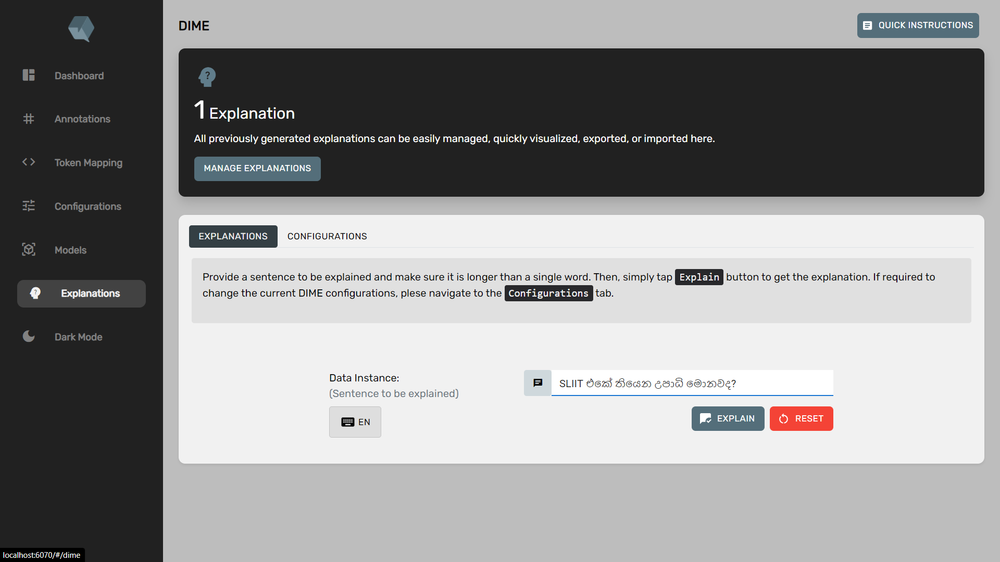 DIME
QUICK INSTRUCTIONS
Dashboard
Annotations
Token Mapping
Configurations
Models
Explanations
Dark Mode
1 Explanation
All previously generated explanations can be easily managed, quickly visualized, exported, or imported here.
MANAGE EXPLANATIONS
EXPLANATIONS CONFIGURATIONS
Provide a sentence to be explained and make sure it is longer than a single word. Then, simply tap Explain button to get the explanation. If required to
change the current DIME configurations, plese navigate to the Configurations tab.
Data Instance:
(Sentence to be explained)
EN
SLIIT එකේ තියෙන උපාධි මොනවද?
EXPLAIN
RESET
localhost:6070/#/dime